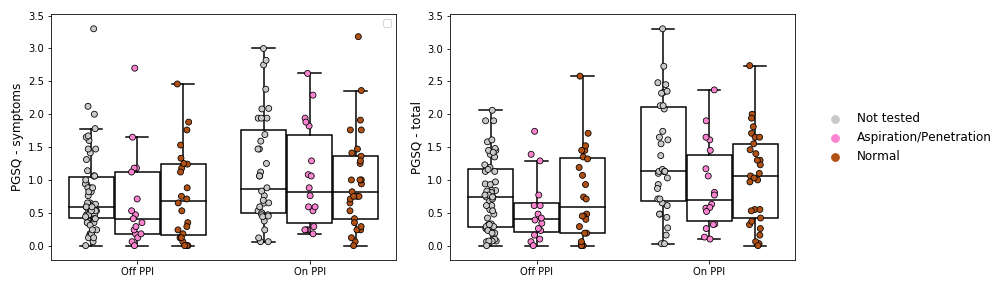 PGSQ - symptoms
3.5
3.0
2.5
2.0
1.5
1.0
0.5
0.0
Off PPI
On PPI
PGSQ - total
3.5
3.0
2.5
2.0
1.5
1.0
0.5
0.0
Off PPI
On PPI
Not tested
Aspiration/Penetration
Normal